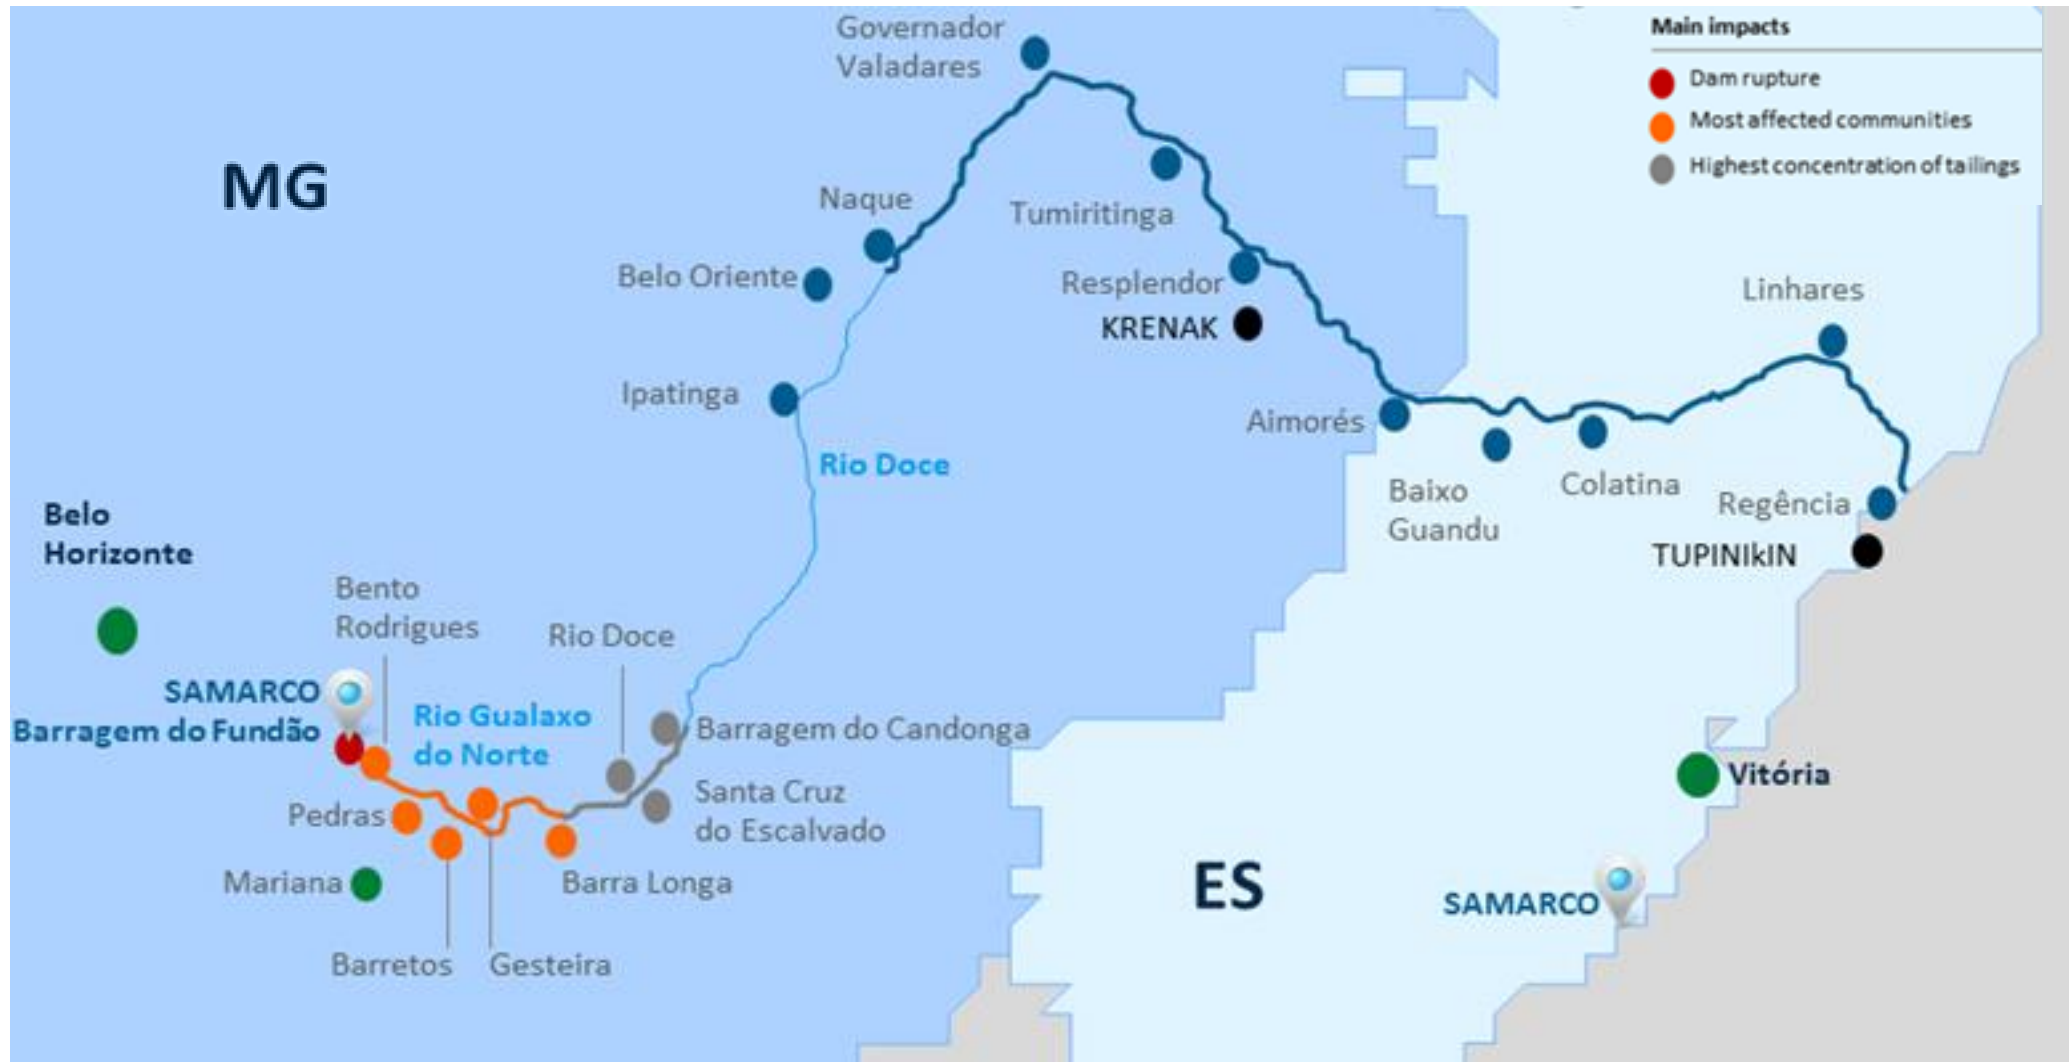 Governador
Valadares
Main impacts
Dam rupture
Most affected communities
Highest concentration of tailings
MG
Naque
Tumiritinga
Belo Oriente
Resplendor
KRENAK
Linhares
Ipatinga
Aimorés
Rio Doce
Baixo
Guandu
Colatina
Regência
TUPINIkIN
Belo
Horizonte
Bento
Rodrigues
Rio Doce
SAMARCO
Barragem do Fundão
Rio Gualaxo
do Norte
Barragem do Candonga
Vitória
Pedras
Santa Cruz
do Escalvado
Mariana
Barra Longa
ES
SAMARCO
Barretos
Gesteira